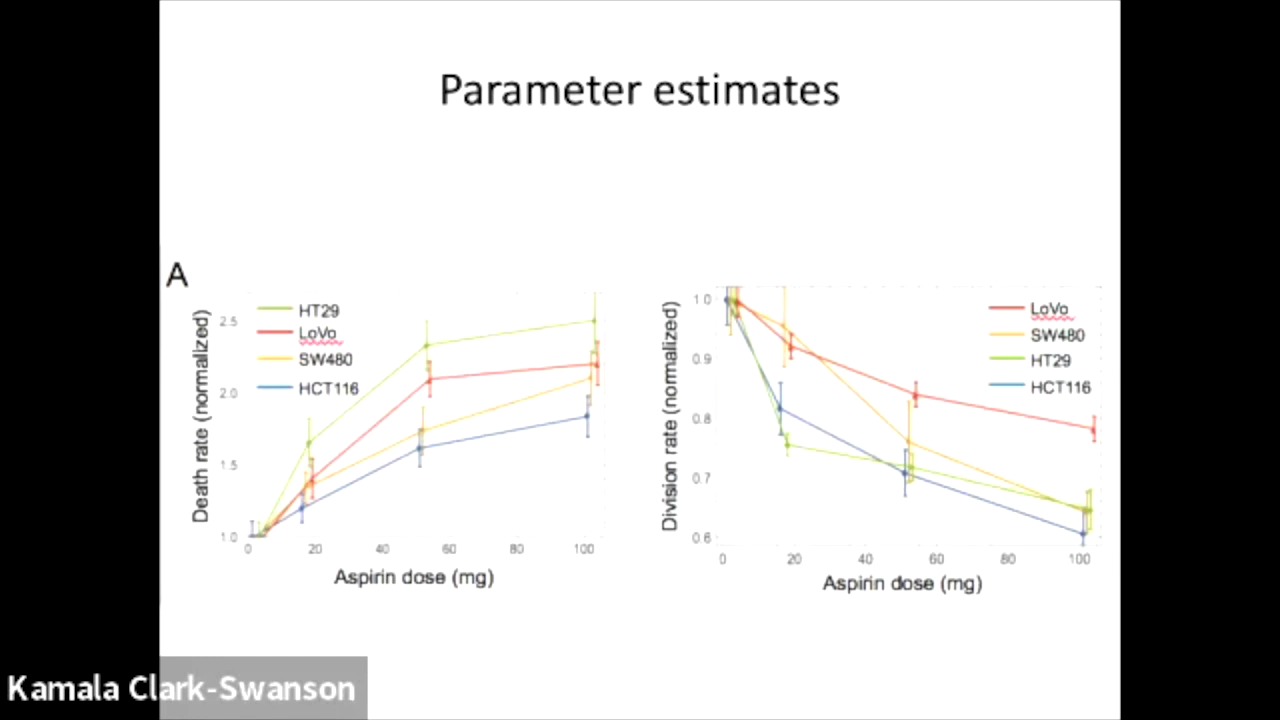 Parameter estimates
A
HT29
LoVo
SW480
HCT116
Death rate (normalized)
2.5
2.0
1.5
1.0
0 20 40 60 80 100
Aspirin dose (mg)
LoVo
SW480
HT29
HCT116
Division rate (normalized)
1.0
0.9
0.8
0.7
0.6
0 20 40 60 80 100
Aspirin dose (mg)
Kamala Clark-Swanson